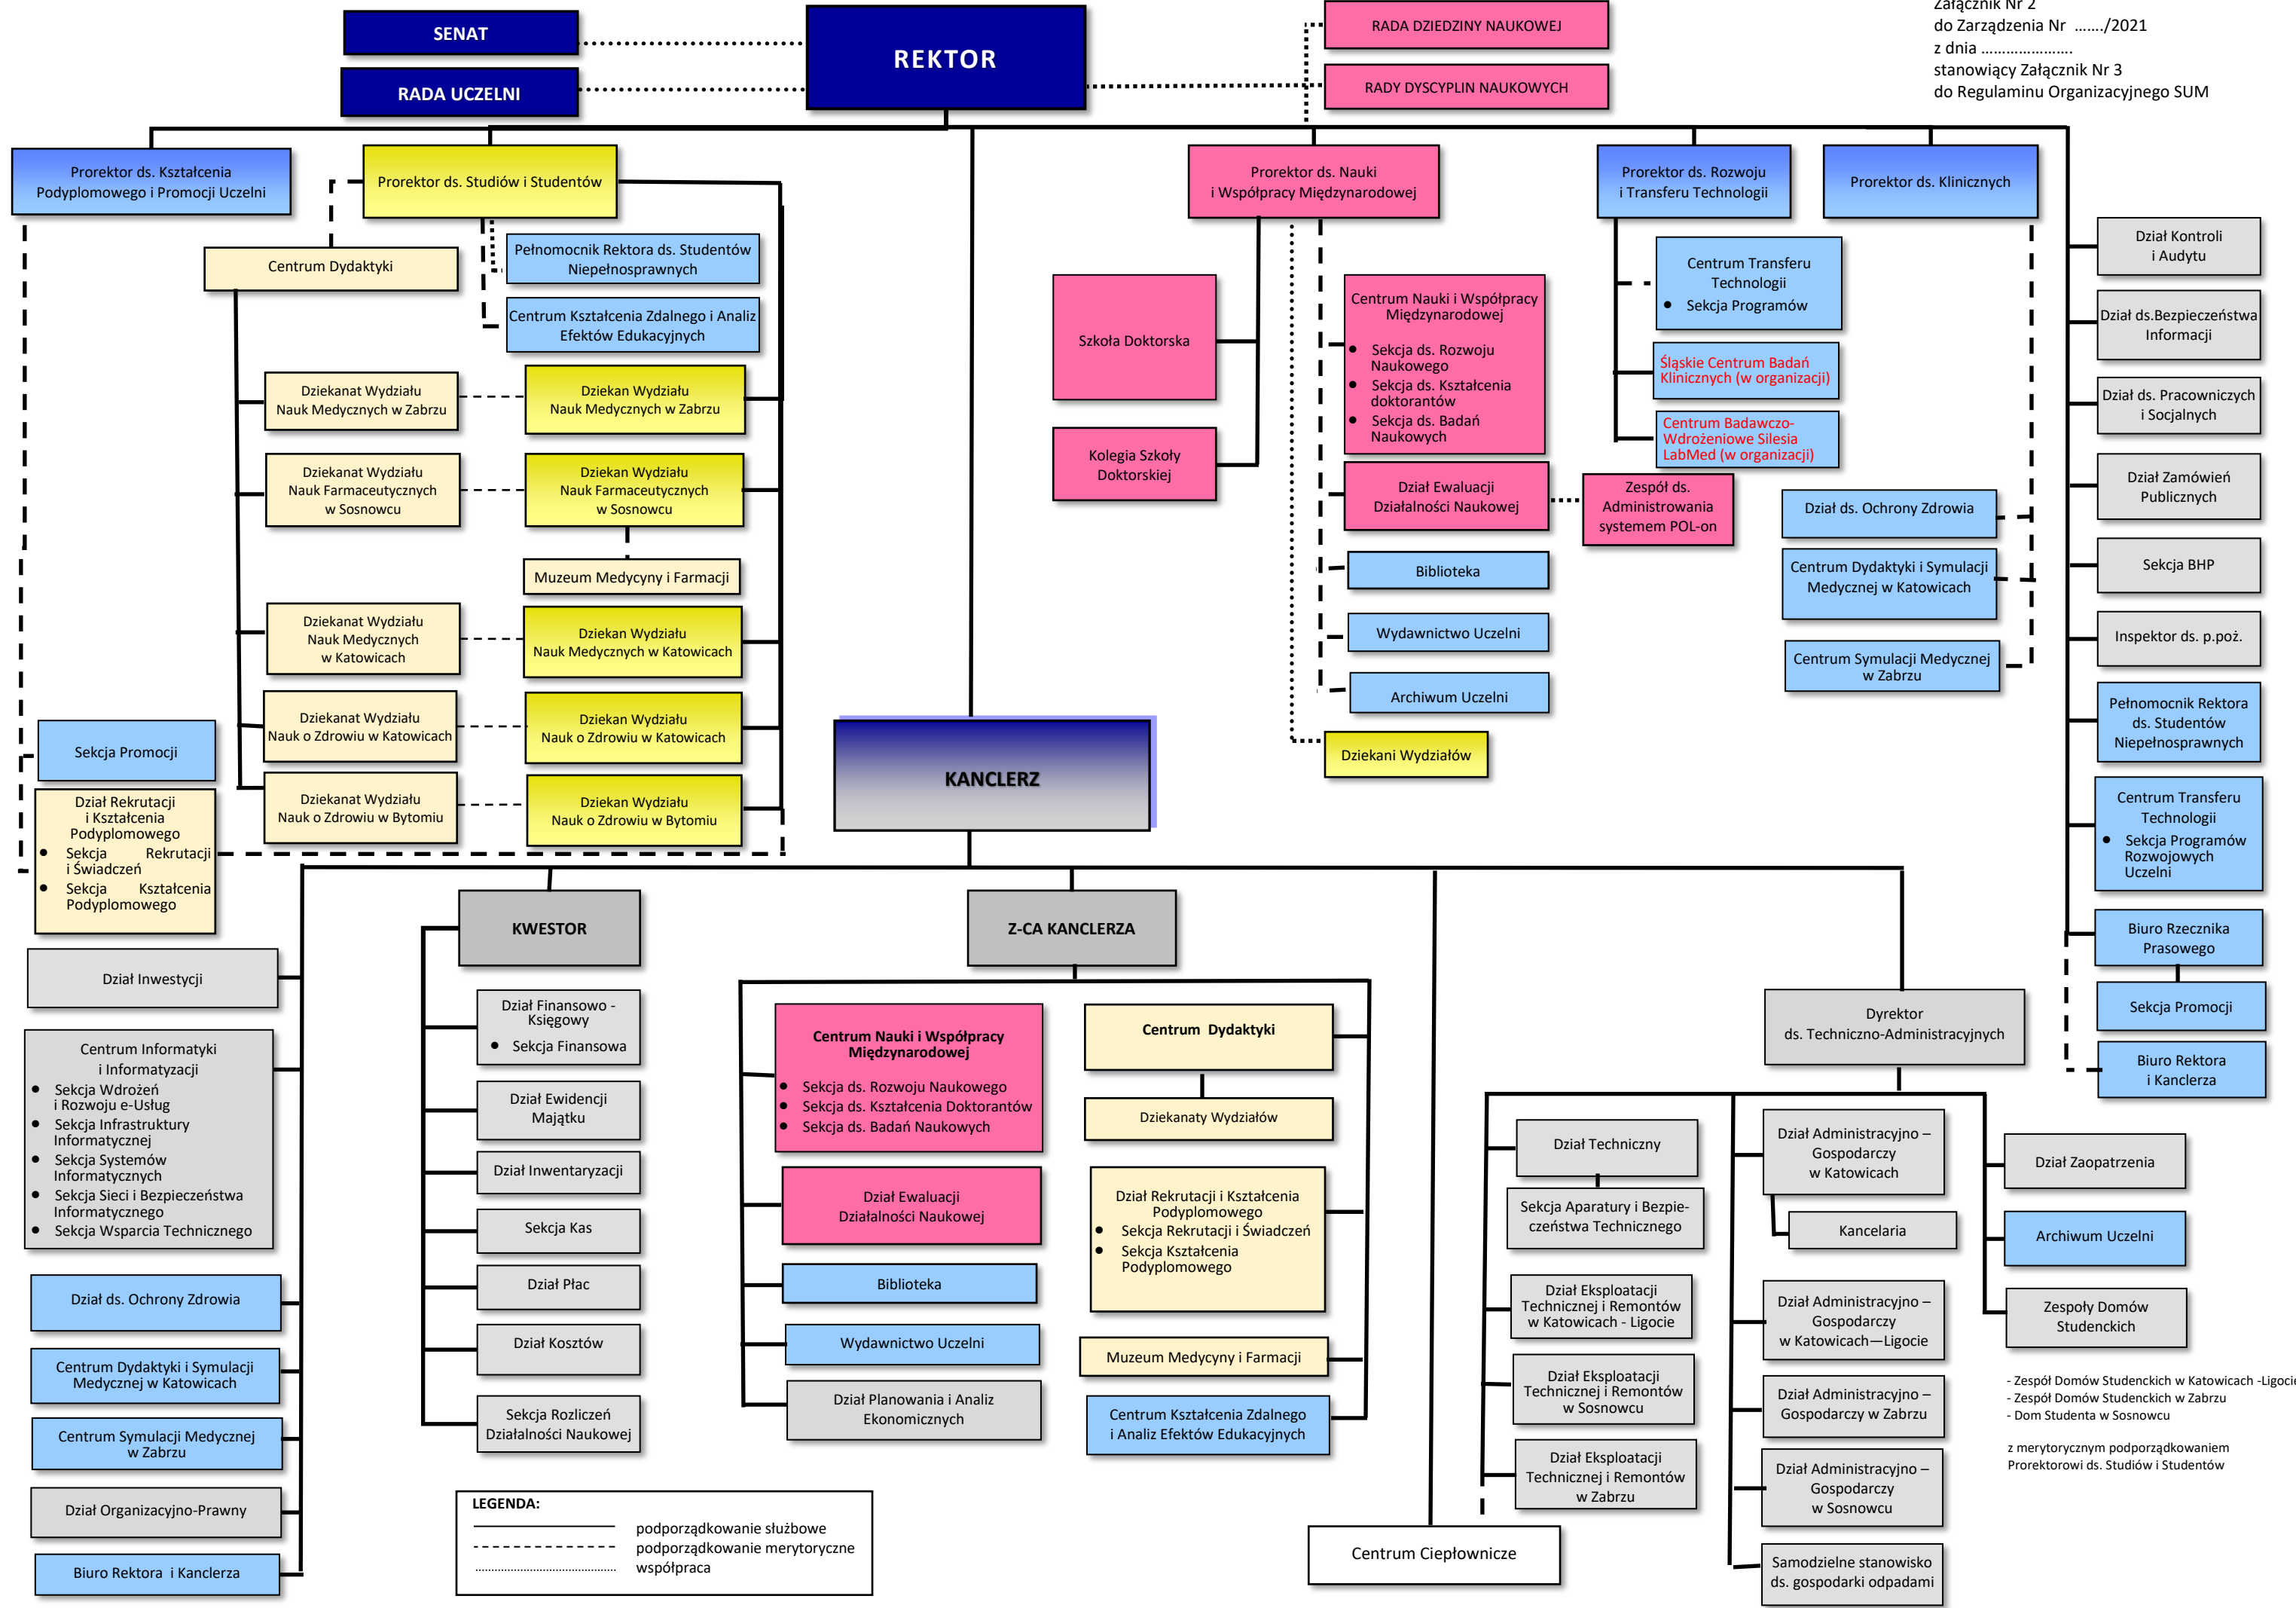 Załącznik Nr 2
do Zarządzenia Nr ……./2021
z dnia ………………….
stanowiący Załącznik Nr 3
do Regulaminu Organizacyjnego SUM
SENAT
RADA UCZELNI
REKTOR
RADA DZIEDZINY NAUKOWEJ
RADY DYSCYPLIN NAUKOWYCH
Prorektor ds. Kształcenia
Podyplomowego i Promocji Uczelni
Prorektor ds. Studiów i Studentów
Prorektor ds. Nauki
i Współpracy Międzynarodowej
Prorektor ds. Rozwoju
i Transferu Technologii
Prorektor ds. Klinicznych
Centrum Dydaktyki
Pełnomocnik Rektora ds. Studentów
Niepełnosprawnych
Centrum Kształcenia Zdalnego i Analiz
Efektów Edukacyjnych
Dziekanat Wydziału
Nauk Medycznych w Zabrzu
Dziekan Wydziału
Nauk Medycznych w Zabrzu
Dziekanat Wydziału
Nauk Farmaceutycznych
w Sosnowcu
Dziekan Wydziału
Nauk Farmaceutycznych
w Sosnowcu
Muzeum Medycyny i Farmacji
Dziekanat Wydziału
Nauk Medycznych
w Katowicach
Dziekan Wydziału
Nauk Medycznych w Katowicach
Dziekanat Wydziału
Nauk o Zdrowiu w Katowicach
Dziekan Wydziału
Nauk o Zdrowiu w Katowicach
Dziekanat Wydziału
Nauk o Zdrowiu w Bytomiu
Dziekan Wydziału
Nauk o Zdrowiu w Bytomiu
Sekcja Promocji
Dział Rekrutacji
i Kształcenia
Podyplomowego
• Sekcja Rekrutacji
i Świadczeń
• Sekcja Kształcenia
Podyplomowego
Szkoła Doktorska
Kolegia Szkoły
Doktorskiej
Centrum Nauki i Współpracy
Międzynarodowej
• Sekcja ds. Rozwoju
Naukowego
• Sekcja ds. Kształcenia
doktorantów
• Sekcja ds. Badań
Naukowych
Dział Ewaluacji
Działalności Naukowej
Zespół ds.
Administrowania
systemem POL-on
Biblioteka
Wydawnictwo Uczelni
Archiwum Uczelni
Dziekani Wydziałów
Centrum Transferu
Technologii
• Sekcja Programów
Śląskie Centrum Badań
Klinicznych (w organizacji)
Centrum Badawczo-
Wdrożeniowe Silesia
LabMed (w organizacji)
Dział ds. Ochrony Zdrowia
Centrum Dydaktyki i Symulacji
Medycznej w Katowicach
Centrum Symulacji Medycznej
w Zabrzu
Dział Kontroli
i Audytu
Dział ds.Bezpieczeństwa
Informacji
Dział ds. Pracowniczych
i Socjalnych
Dział Zamówień
Publicznych
Sekcja BHP
Inspektor ds. p.poż.
Pełnomocnik Rektora
ds. Studentów
Niepełnosprawnych
Centrum Transferu
Technologii
• Sekcja Programów
Rozwojowych
Uczelni
Biuro Rzecznika
Prasowego
Sekcja Promocji
Biuro Rektora
i Kanclerza
KANCLERZ
KWESTOR
Z-CA KANCLERZA
Dyrektor
ds. Techniczno-Administracyjnych
Dział Inwestycji
Centrum Informatyki
i Informatyzacji
• Sekcja Wdrożeń
i Rozwoju e-Usług
• Sekcja Infrastruktury
Informatycznej
• Sekcja Systemów
Informatycznych
• Sekcja Sieci i Bezpieczeństwa
Informatycznego
• Sekcja Wsparcia Technicznego
Dział ds. Ochrony Zdrowia
Centrum Dydaktyki i Symulacji
Medycznej w Katowicach
Centrum Symulacji Medycznej
w Zabrzu
Dział Organizacyjno-Prawny
Biuro Rektora i Kanclerza
Dział Finansowo -
Księgowy
• Sekcja Finansowa
Dział Ewidencji
Majątku
Dział Inwentaryzacji
Sekcja Kas
Dział Płac
Dział Kosztów
Sekcja Rozliczeń
Działalności Naukowej
Centrum Nauki i Współpracy
Międzynarodowej
• Sekcja ds. Rozwoju Naukowego
• Sekcja ds. Kształcenia Doktorantów
• Sekcja ds. Badań Naukowych
Dział Ewaluacji
Działalności Naukowej
Biblioteka
Wydawnictwo Uczelni
Dział Planowania i Analiz
Ekonomicznych
Centrum Dydaktyki
Dziekanaty Wydziałów
Dział Rekrutacji i Kształcenia
Podyplomowego
• Sekcja Rekrutacji i Świadczeń
• Sekcja Kształcenia
Podyplomowego
Muzeum Medycyny i Farmacji
Centrum Kształcenia Zdalnego
i Analiz Efektów Edukacyjnych
Centrum Ciepłownicze
Dział Techniczny
Sekcja Aparatury i Bezpie-
czeństwa Technicznego
Dział Eksploatacji
Technicznej i Remontów
w Katowicach - Ligocie
Dział Eksploatacji
Technicznej i Remontów
w Sosnowcu
Dział Eksploatacji
Technicznej i Remontów
w Zabrzu
Dział Administracyjno –
Gospodarczy
w Katowicach
Kancelaria
Dział Administracyjno –
Gospodarczy
w Katowicach—Ligocie
Dział Administracyjno –
Gospodarczy w Zabrzu
Dział Administracyjno –
Gospodarczy
w Sosnowcu
Samodzielne stanowisko
ds. gospodarki odpadami
Dział Zaopatrzenia
Archiwum Uczelni
Zespoły Domów
Studenckich
- Zespół Domów Studenckich w Katowicach -Ligocie
- Zespół Domów Studenckich w Zabrzu
- Dom Studenta w Sosnowcu
z merytorycznym podporządkowaniem
Prorektorowi ds. Studiów i Studentów
LEGENDA:
podporządkowanie służbowe
podporządkowanie merytoryczne
współpraca